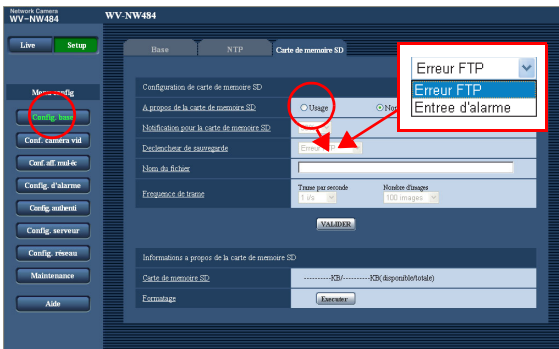 Network Camera
WV-NW484
WV-NW484
Live Setup
Base NTP Carte de memoire SD
Menu config
Config. base
Conf. caméra vid
Conf. aff. mul-éc
Config. d'alarme
Config. authenti
Config. serveur
Config. réseau
Maintenance
Aide
Configuration de carte de memoire SD
A propos de la carte de memoire SD Usage
Notification pour la carte de memoire SD
Declencheur de sauvegarde
Nom du fichier
Frequence de trame Trame par seconde Nombre d'images
1 i/s 100 images
VALIDER
Informations a propos de la carte de memoire SD
Carte de memoire SD ----------KB/----------KB(disponible/totale)
Formatage Executer
Erreur FTP
Erreur FTP
Entree d'alarme